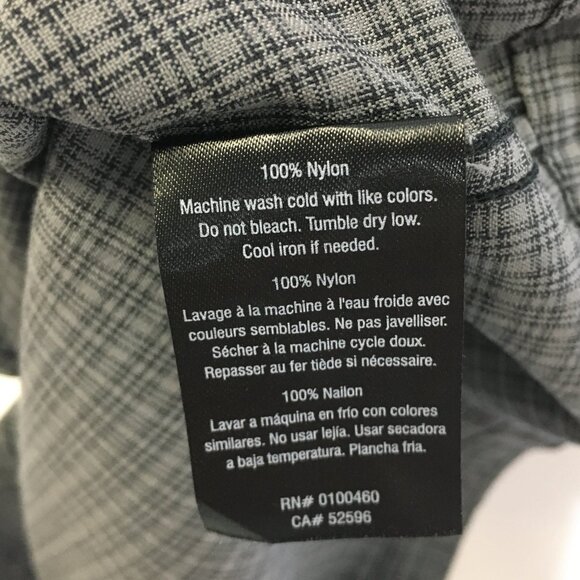 100% Nylon
Machine wash cold with like colors.
Do not bleach. Tumble dry low.
Cool iron if needed.
100% Nylon
Lavage à la machine à l'eau froide avec
couleurs semblables. Ne pas javelliser.
Sécher à la machine cycle doux.
Repasser au fer tiède si nécessaire.
100% Nailon
Lavar a máquina en frío con colores
similares. No usar lejía. Usar secadora
a baja temperatura. Plancha fria.
RN# 0100460
CA# 52596